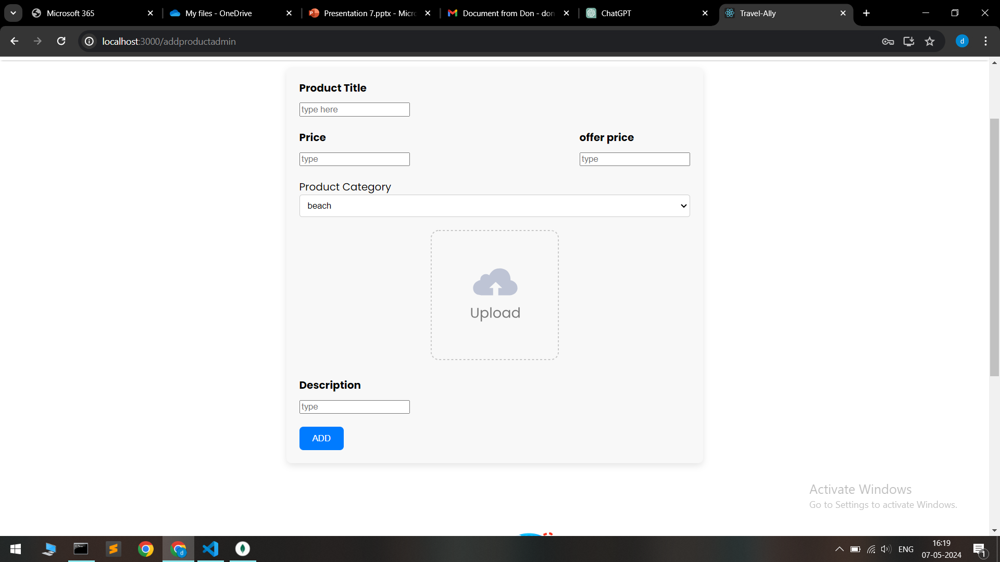 Microsoft 365
My files - OneDrive
Presentation 7.pptx - Micro
Document from Don - don
ChatGPT
Travel-Ally
localhost:3000/addproductadmin
d
Product Title
type here
Price
offer price
type
type
Product Category
beach
Upload
Description
type
ADD
Activate Windows
Go to Settings to activate Windows.
d
ENG
16:19
07-05-2024
1